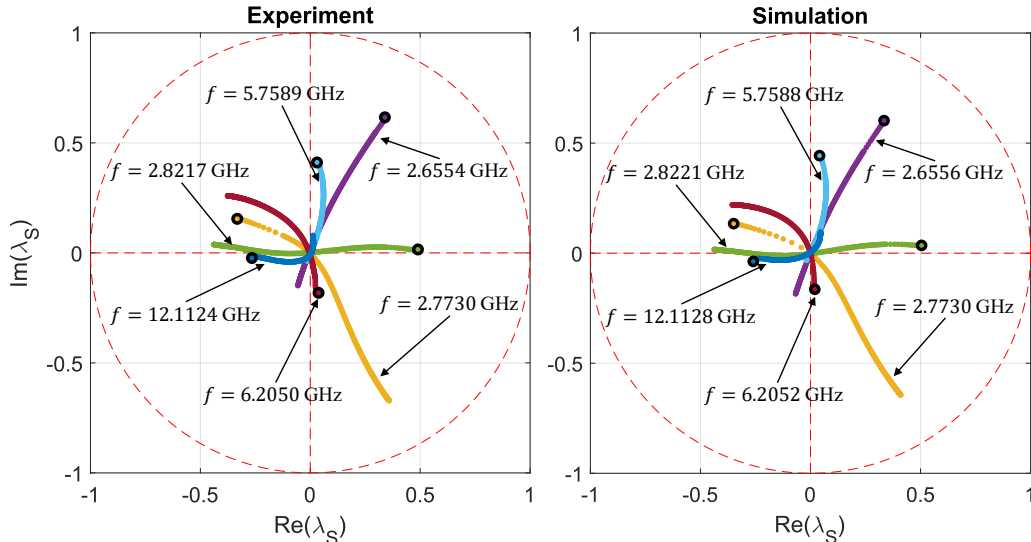 Experiment
Simulation
1
0.5
0
-0.5
-1
-1
-0.5
0
0.5
1
Im(λS)
Re(λS)
f = 5.7589 GHz
f = 2.8217 GHz
f = 2.6554 GHz
f = 12.1124 GHz
f = 2.7730 GHz
f = 6.2050 GHz
1
0.5
0
-0.5
-1
-1
-0.5
0
0.5
1
Re(λS)
f = 5.7588 GHz
f = 2.8221 GHz
f = 2.6556 GHz
f = 12.1128 GHz
f = 2.7730 GHz
f = 6.2052 GHz